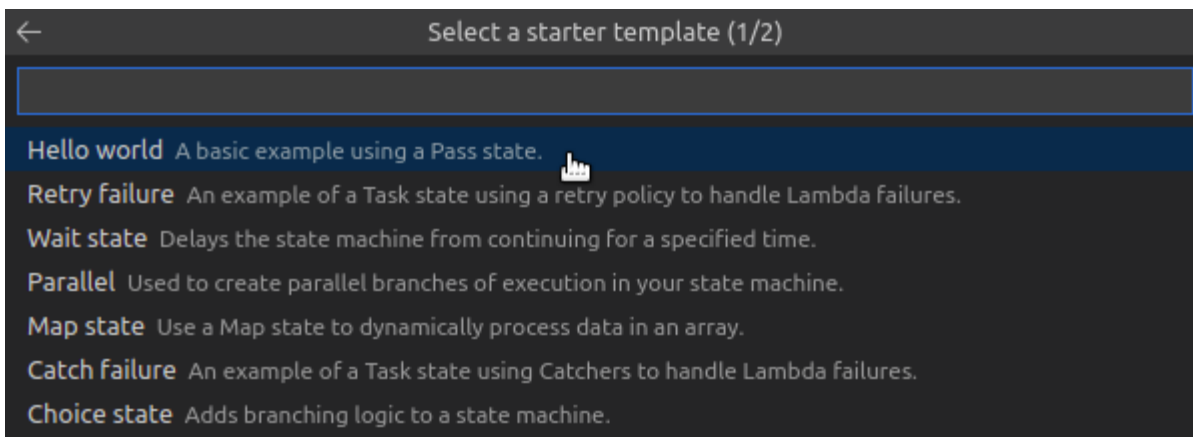 Select a starter template (1/2)
Hello world A basic example using a Pass state.
Retry failure An example of a Task state using a retry policy to handle Lambda failures.
Wait state Delays the state machine from continuing for a specified time.
Parallel Used to create parallel branches of execution in your state machine.
Map state Use a Map state to dynamically process data in an array.
Catch failure An example of a Task state using Catchers to handle Lambda failures.
Choice state Adds branching logic to a state machine.